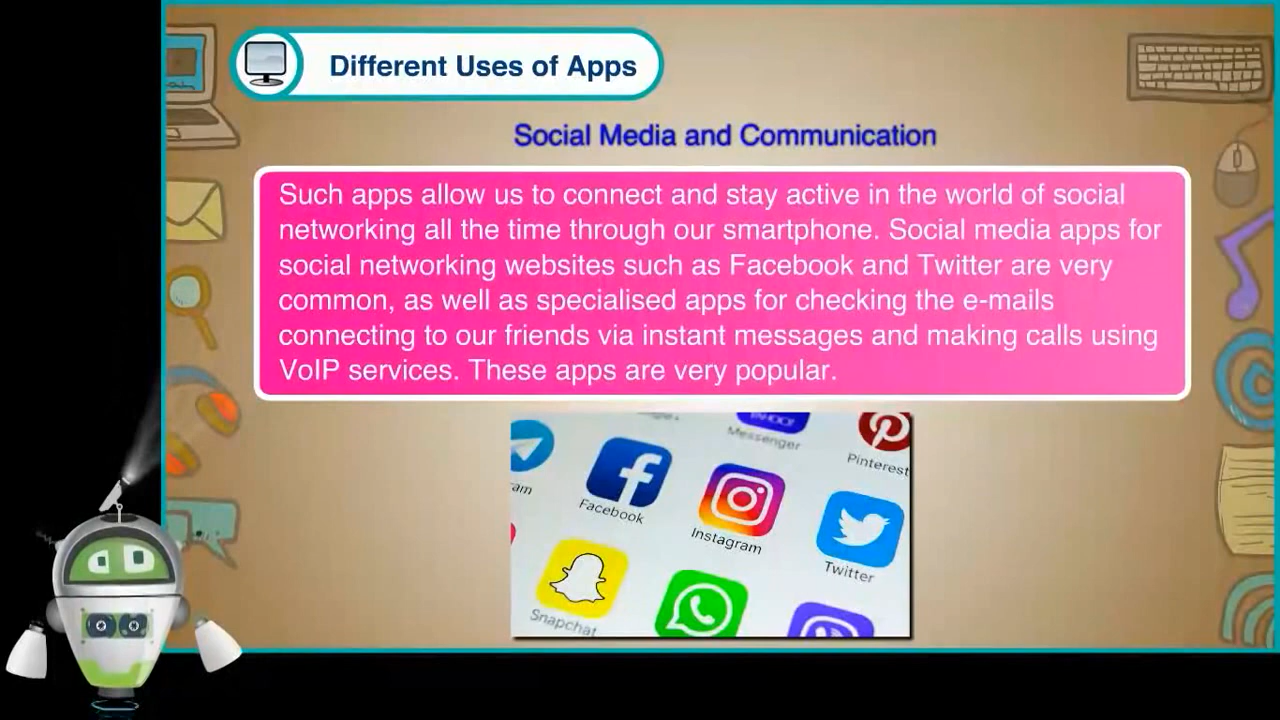 Different Uses of Apps
Social Media and Communication
Such apps allow us to connect and stay active in the world of social
networking all the time through our smartphone. Social media apps for
social networking websites such as Facebook and Twitter are very
common, as well as specialised apps for checking the e-mails
connecting to our friends via instant messages and making calls using
VoIP services. These apps are very popular.
YAHOO!
Messenger
Pinterest
am
Facebook
Instagram
Twitter
Snapchat